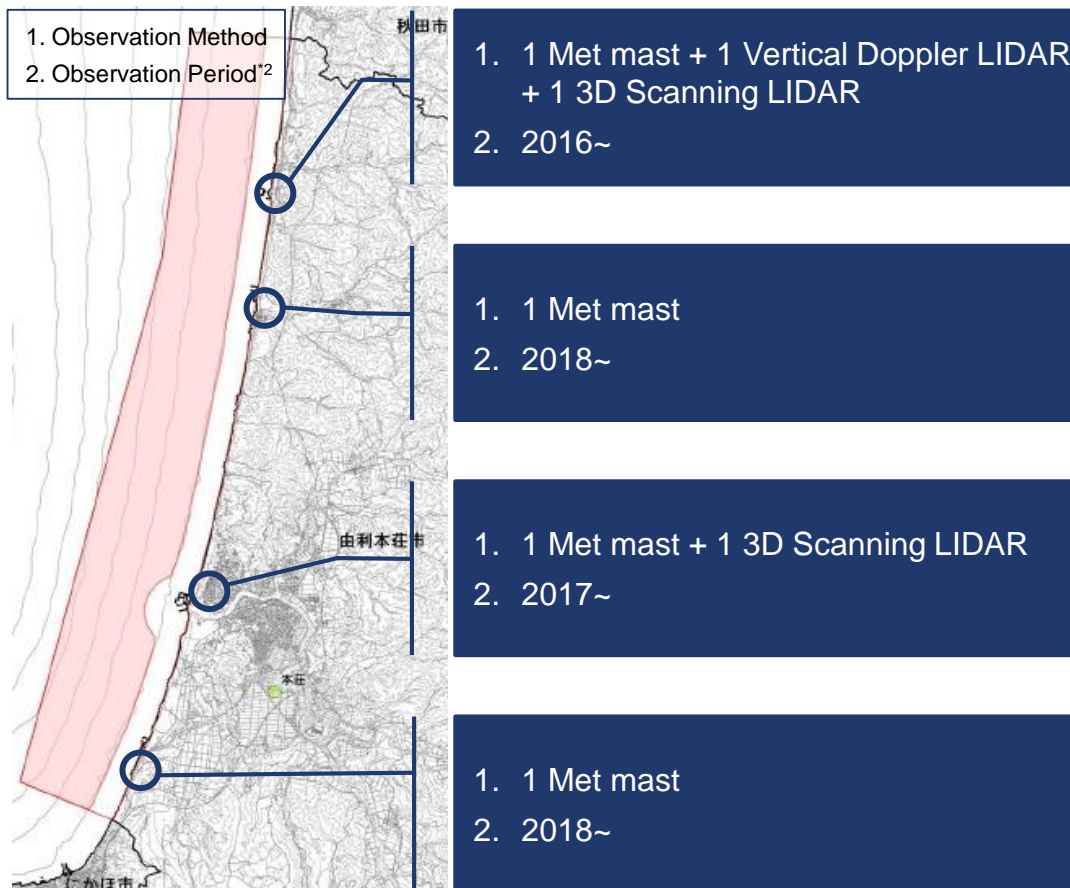 1. Observation Method
2. Observation Period*2
秋田市
1. 1 Met mast + 1 Vertical Doppler LIDAR
+ 1 3D Scanning LIDAR
2. 2016~
1. 1 Met mast
2. 2018~
由利本荘市
1. 1 Met mast + 1 3D Scanning LIDAR
2. 2017~
本荘
1. 1 Met mast
2. 2018~
にかほ市